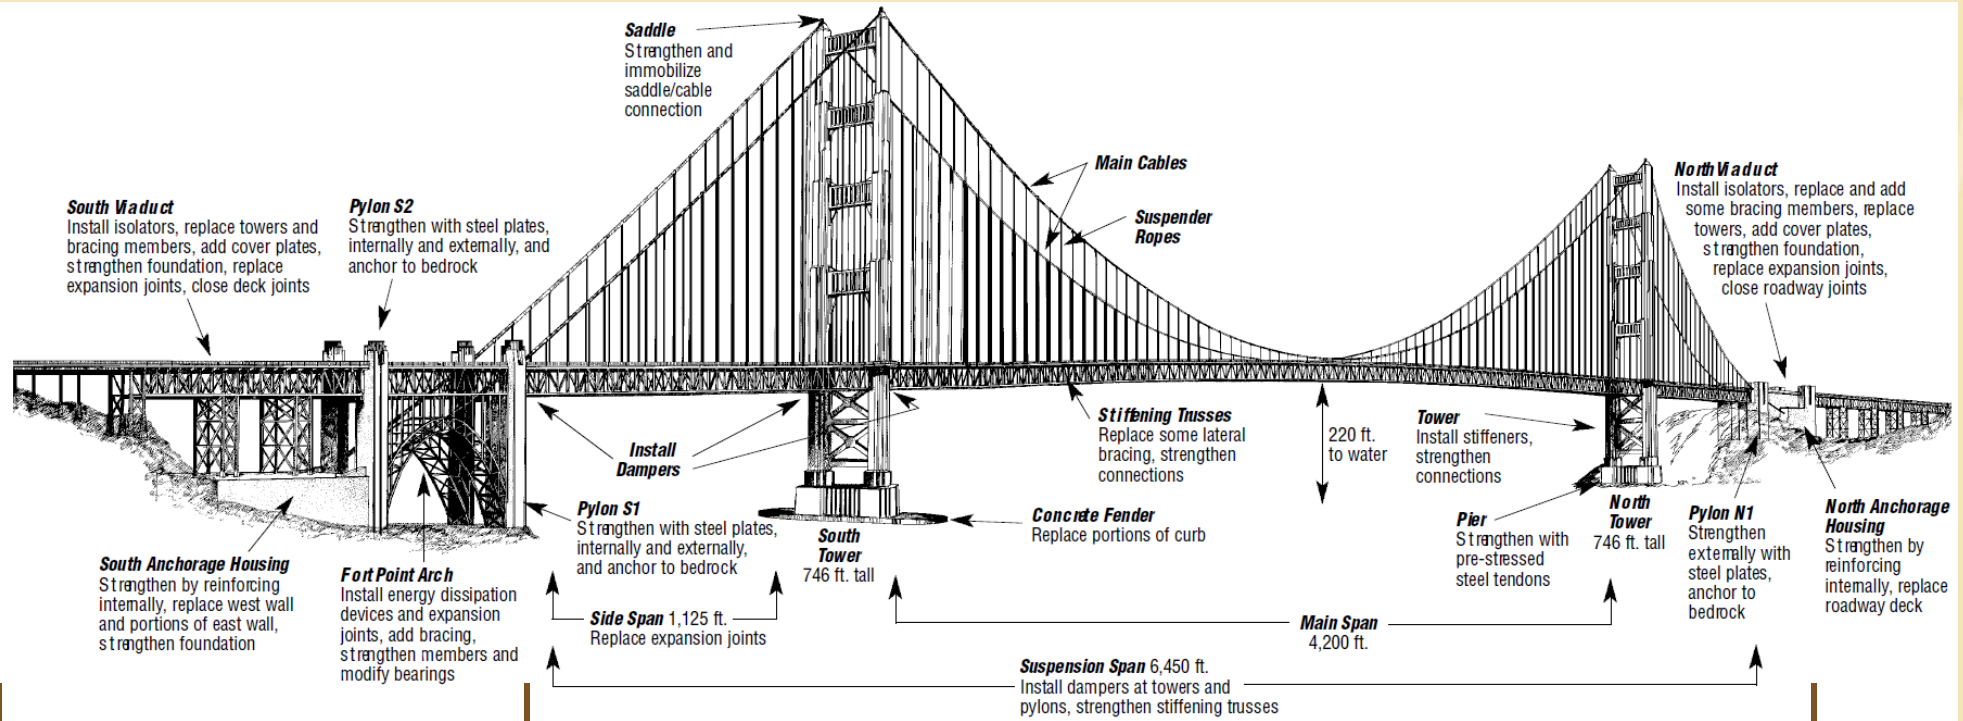 Saddle
Strengthen and
immobilize
saddle/cable
connection
Main Cables
Suspender
Ropes
North Viaduct
Install isolators, replace and add
some bracing members, replace
towers, add cover plates,
strengthen foundation,
replace expansion joints,
close roadway joints
South Viaduct
Install isolators, replace towers and
bracing members, add cover plates,
strengthen foundation, replace
expansion joints, close deck joints
Pylon S2
Strengthen with steel plates,
internally and externally, and
anchor to bedrock
Install
Dampers
Stiffening Trusses
Replace some lateral
bracing, strengthen
connections
220 ft.
to water
Tower
Install stiffeners,
strengthen
connections
South Anchorage Housing
Strengthen by reinforcing
internally, replace west wall
and portions of east wall,
strengthen foundation
Fort Point Arch
Install energy dissipation
devices and expansion
joints, add bracing,
strengthen members and
modify bearings
Pylon S1
Strengthen with steel plates,
internally and externally,
and anchor to bedrock
South
Tower
746 ft. tall
Concrete Fender
Replace portions of curb
Pier
Strengthen with
pre-stressed
steel tendons
North
Tower
746 ft. tall
Pylon N1
Strengthen
externally with
steel plates,
anchor to
bedrock
North Anchorage
Housing
Strengthen by
reinforcing
internally, replace
roadway deck
Side Span 1,125 ft.
Replace expansion joints
Main Span
4,200 ft.
Suspension Span 6,450 ft.
Install dampers at towers and
pylons, strengthen stiffening trusses